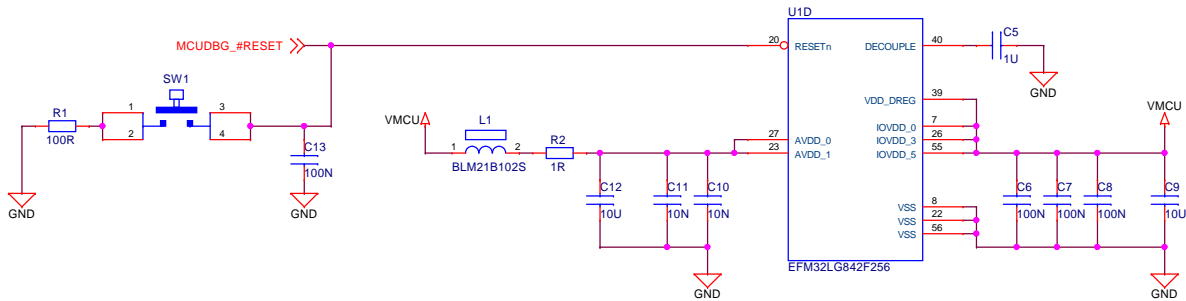 U1D
MCUDBG_#RESET
20
RESETn
DECOUPLE
40
C5
1U
GND
SW1
R1
100R
1
2
3
4
C13
100N
GND
GND
VMCU
L1
1
2
BLM21B102S
R2
1R
27
23
AVDD_0
AVDD_1
VDD_DREG
39
IOVDD_0
7
IOVDD_3
26
IOVDD_5
55
VMCU
C12
10U
C11
10N
C10
10N
GND
VSS
8
VSS
22
VSS
56
C6
100N
C7
100N
C8
100N
C9
10U
GND
EFM32LG842F256